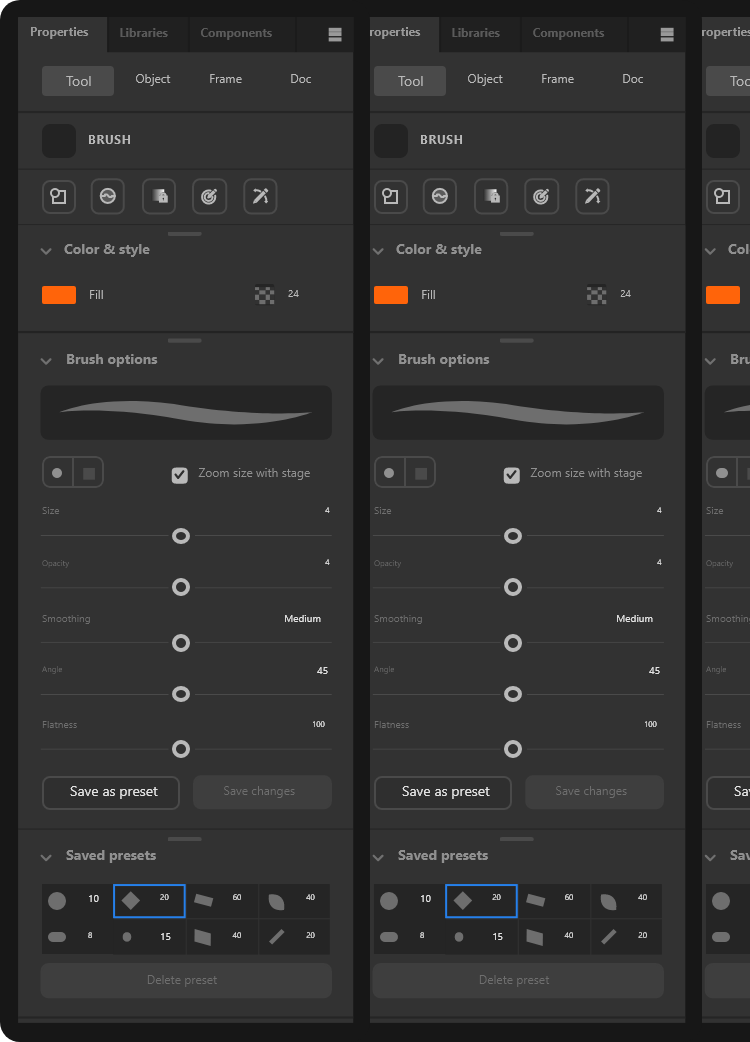 Properties Libraries Components
Tool Object Frame Doc
BRUSH
Color & style
Fill 24
Brush options
Zoom size with stage
Size 4
Opacity 4
Smoothing Medium
Angle 45
Flatness 100
Save as preset Save changes
Saved presets
10 20 60 40
8 15 40 20
Delete preset
roperties Libraries Components
Tool Object Frame Doc
BRUSH
Color & style
Fill 24
Brush options
Zoom size with stage
Size 4
Opacity 4
Smoothing Medium
Angle 45
Flatness 100
Save as preset Save changes
Saved presets
10 20 60 40
8 15 40 20
Delete preset
roperties
Too
Col
Bru
Size
Opacity
Smoothin
Angle
Flatness
Sa
Sav